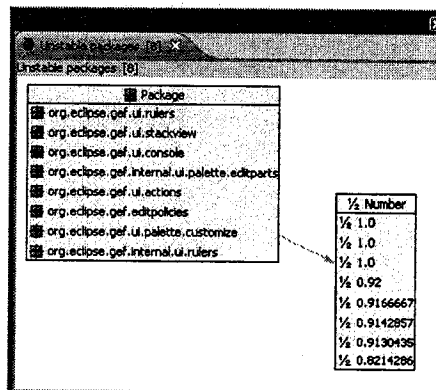 Unstable packages [8]
Unstable packages [8]
Package
org.eclipse.gef.ui.rulers
org.eclipse.gef.ui.stackview
org.eclipse.gef.ui.console
org.eclipse.gef.internal.ui.palette.editparts
org.eclipse.gef.ui.actions
org.eclipse.gef.editpolicies
org.eclipse.gef.ui.palette.customize
org.eclipse.gef.internal.ui.rulers
½ Number
½ 1.0
½ 1.0
½ 1.0
½ 0.92
½ 0.9166667
½ 0.9142857
½ 0.9130435
½ 0.8214286